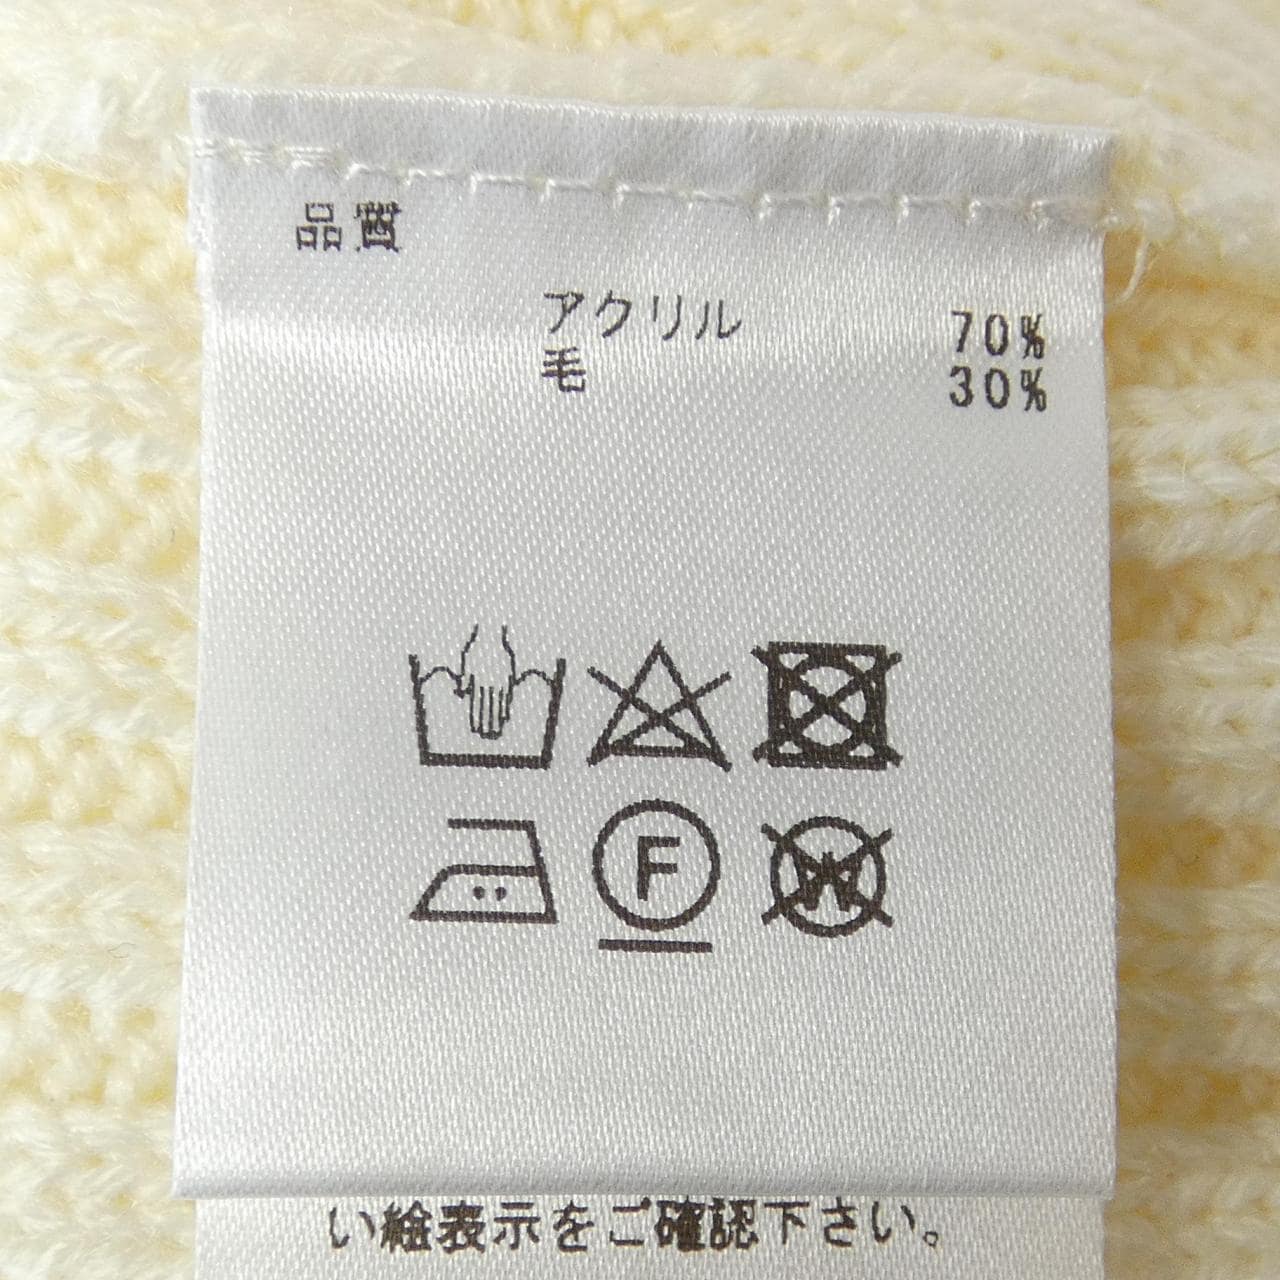 品質
アクリル 70%
毛 30%
F
W
い絵表示をご確認下さい。